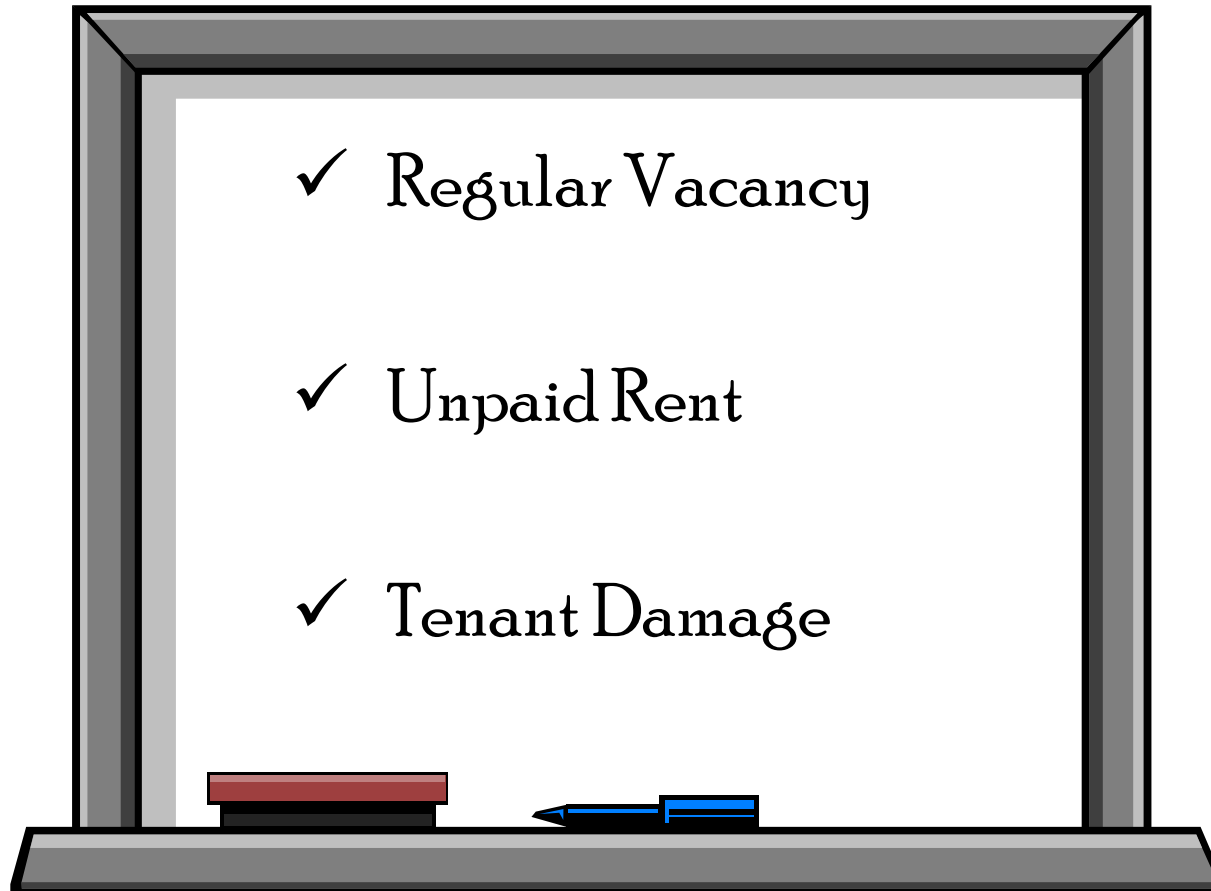 ✓ Regular Vacancy
✓ Unpaid Rent
✓ Tenant Damage